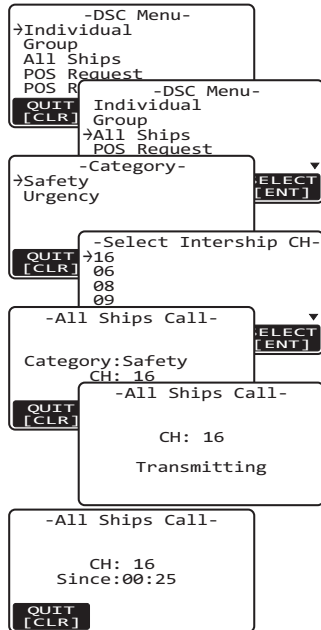 -DSC Menu-
→Individual
Group
All Ships
POS Request
POS R
QUIT
[CLR]
-DSC Menu-
Individual
Group
→All Ships
POS Request
-Category-
→Safety
Urgency
▼
ELECT
[ENT]
QUIT
[CLR]
-Select Intership CH-
→16
06
08
09
▼
ELECT
[ENT]
-All Ships Call-
Category:Safety
CH: 16
QUIT
[CLR]
-All Ships Call-
CH: 16
Transmitting
-All Ships Call-
CH: 16
Since:00:25
QUIT
[CLR]